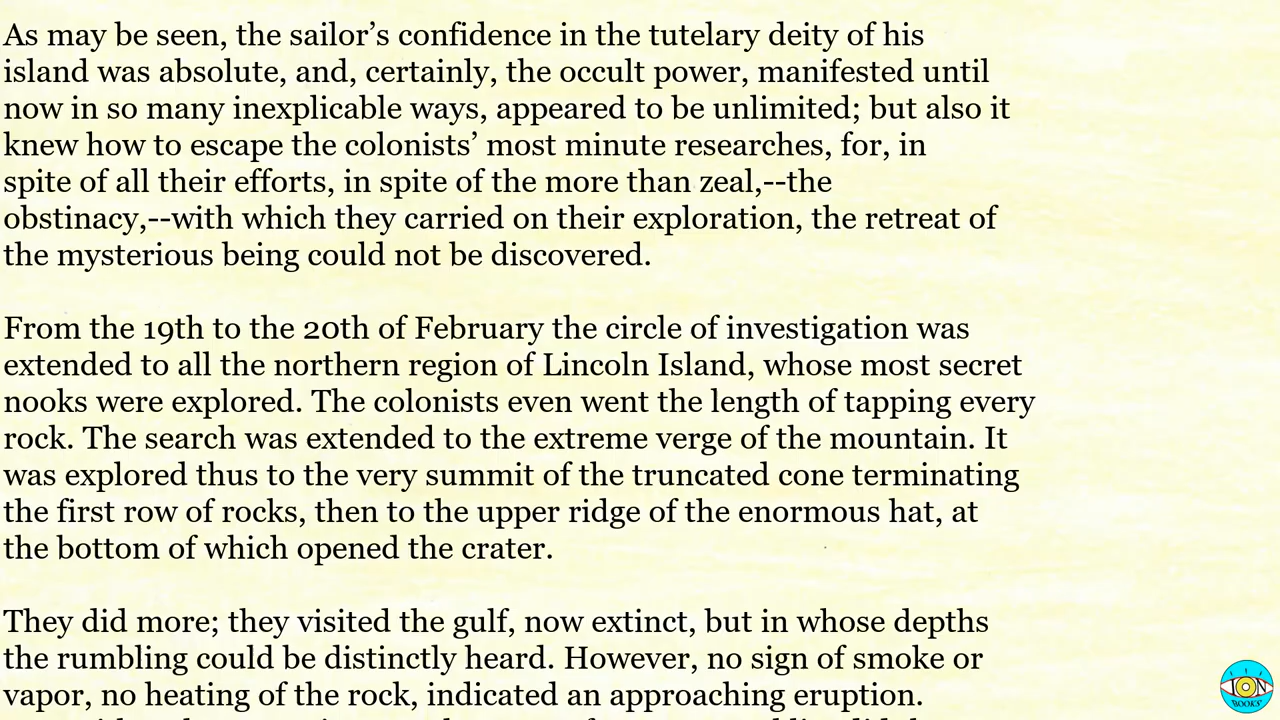 As may be seen, the sailor’s confidence in the tutelary deity of his
island was absolute, and, certainly, the occult power, manifested until
now in so many inexplicable ways, appeared to be unlimited; but also it
knew how to escape the colonists’ most minute researches, for, in
spite of all their efforts, in spite of the more than zeal,--the
obstinacy,--with which they carried on their exploration, the retreat of
the mysterious being could not be discovered.
From the 19th to the 20th of February the circle of investigation was
extended to all the northern region of Lincoln Island, whose most secret
nooks were explored. The colonists even went the length of tapping every
rock. The search was extended to the extreme verge of the mountain. It
was explored thus to the very summit of the truncated cone terminating
the first row of rocks, then to the upper ridge of the enormous hat, at
the bottom of which opened the crater.
They did more; they visited the gulf, now extinct, but in whose depths
the rumbling could be distinctly heard. However, no sign of smoke or
vapor, no heating of the rock, indicated an approaching eruption.
ION
BOOKS